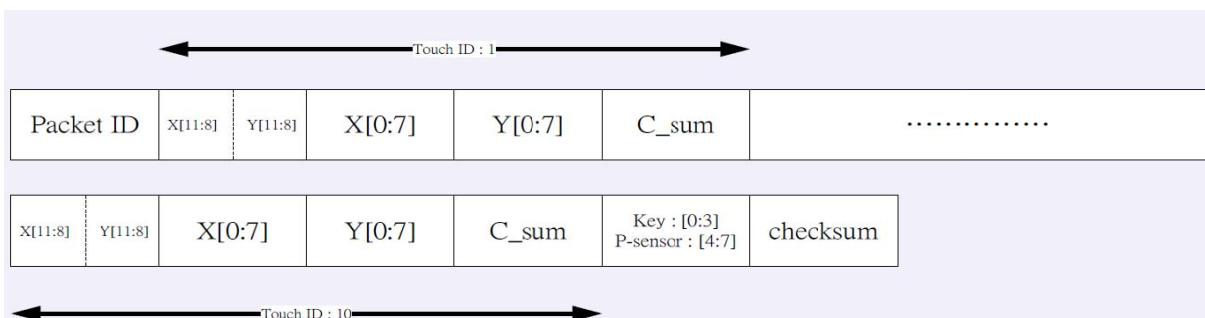 Touch ID : 1
Packet ID X[11:8] Y[11:8] X[0:7] Y[0:7] C_sum ...............
X[11:8] Y[11:8] X[0:7] Y[0:7] C_sum Key : [0:3] checksum
P-sensor : [4:7]
Touch ID : 10